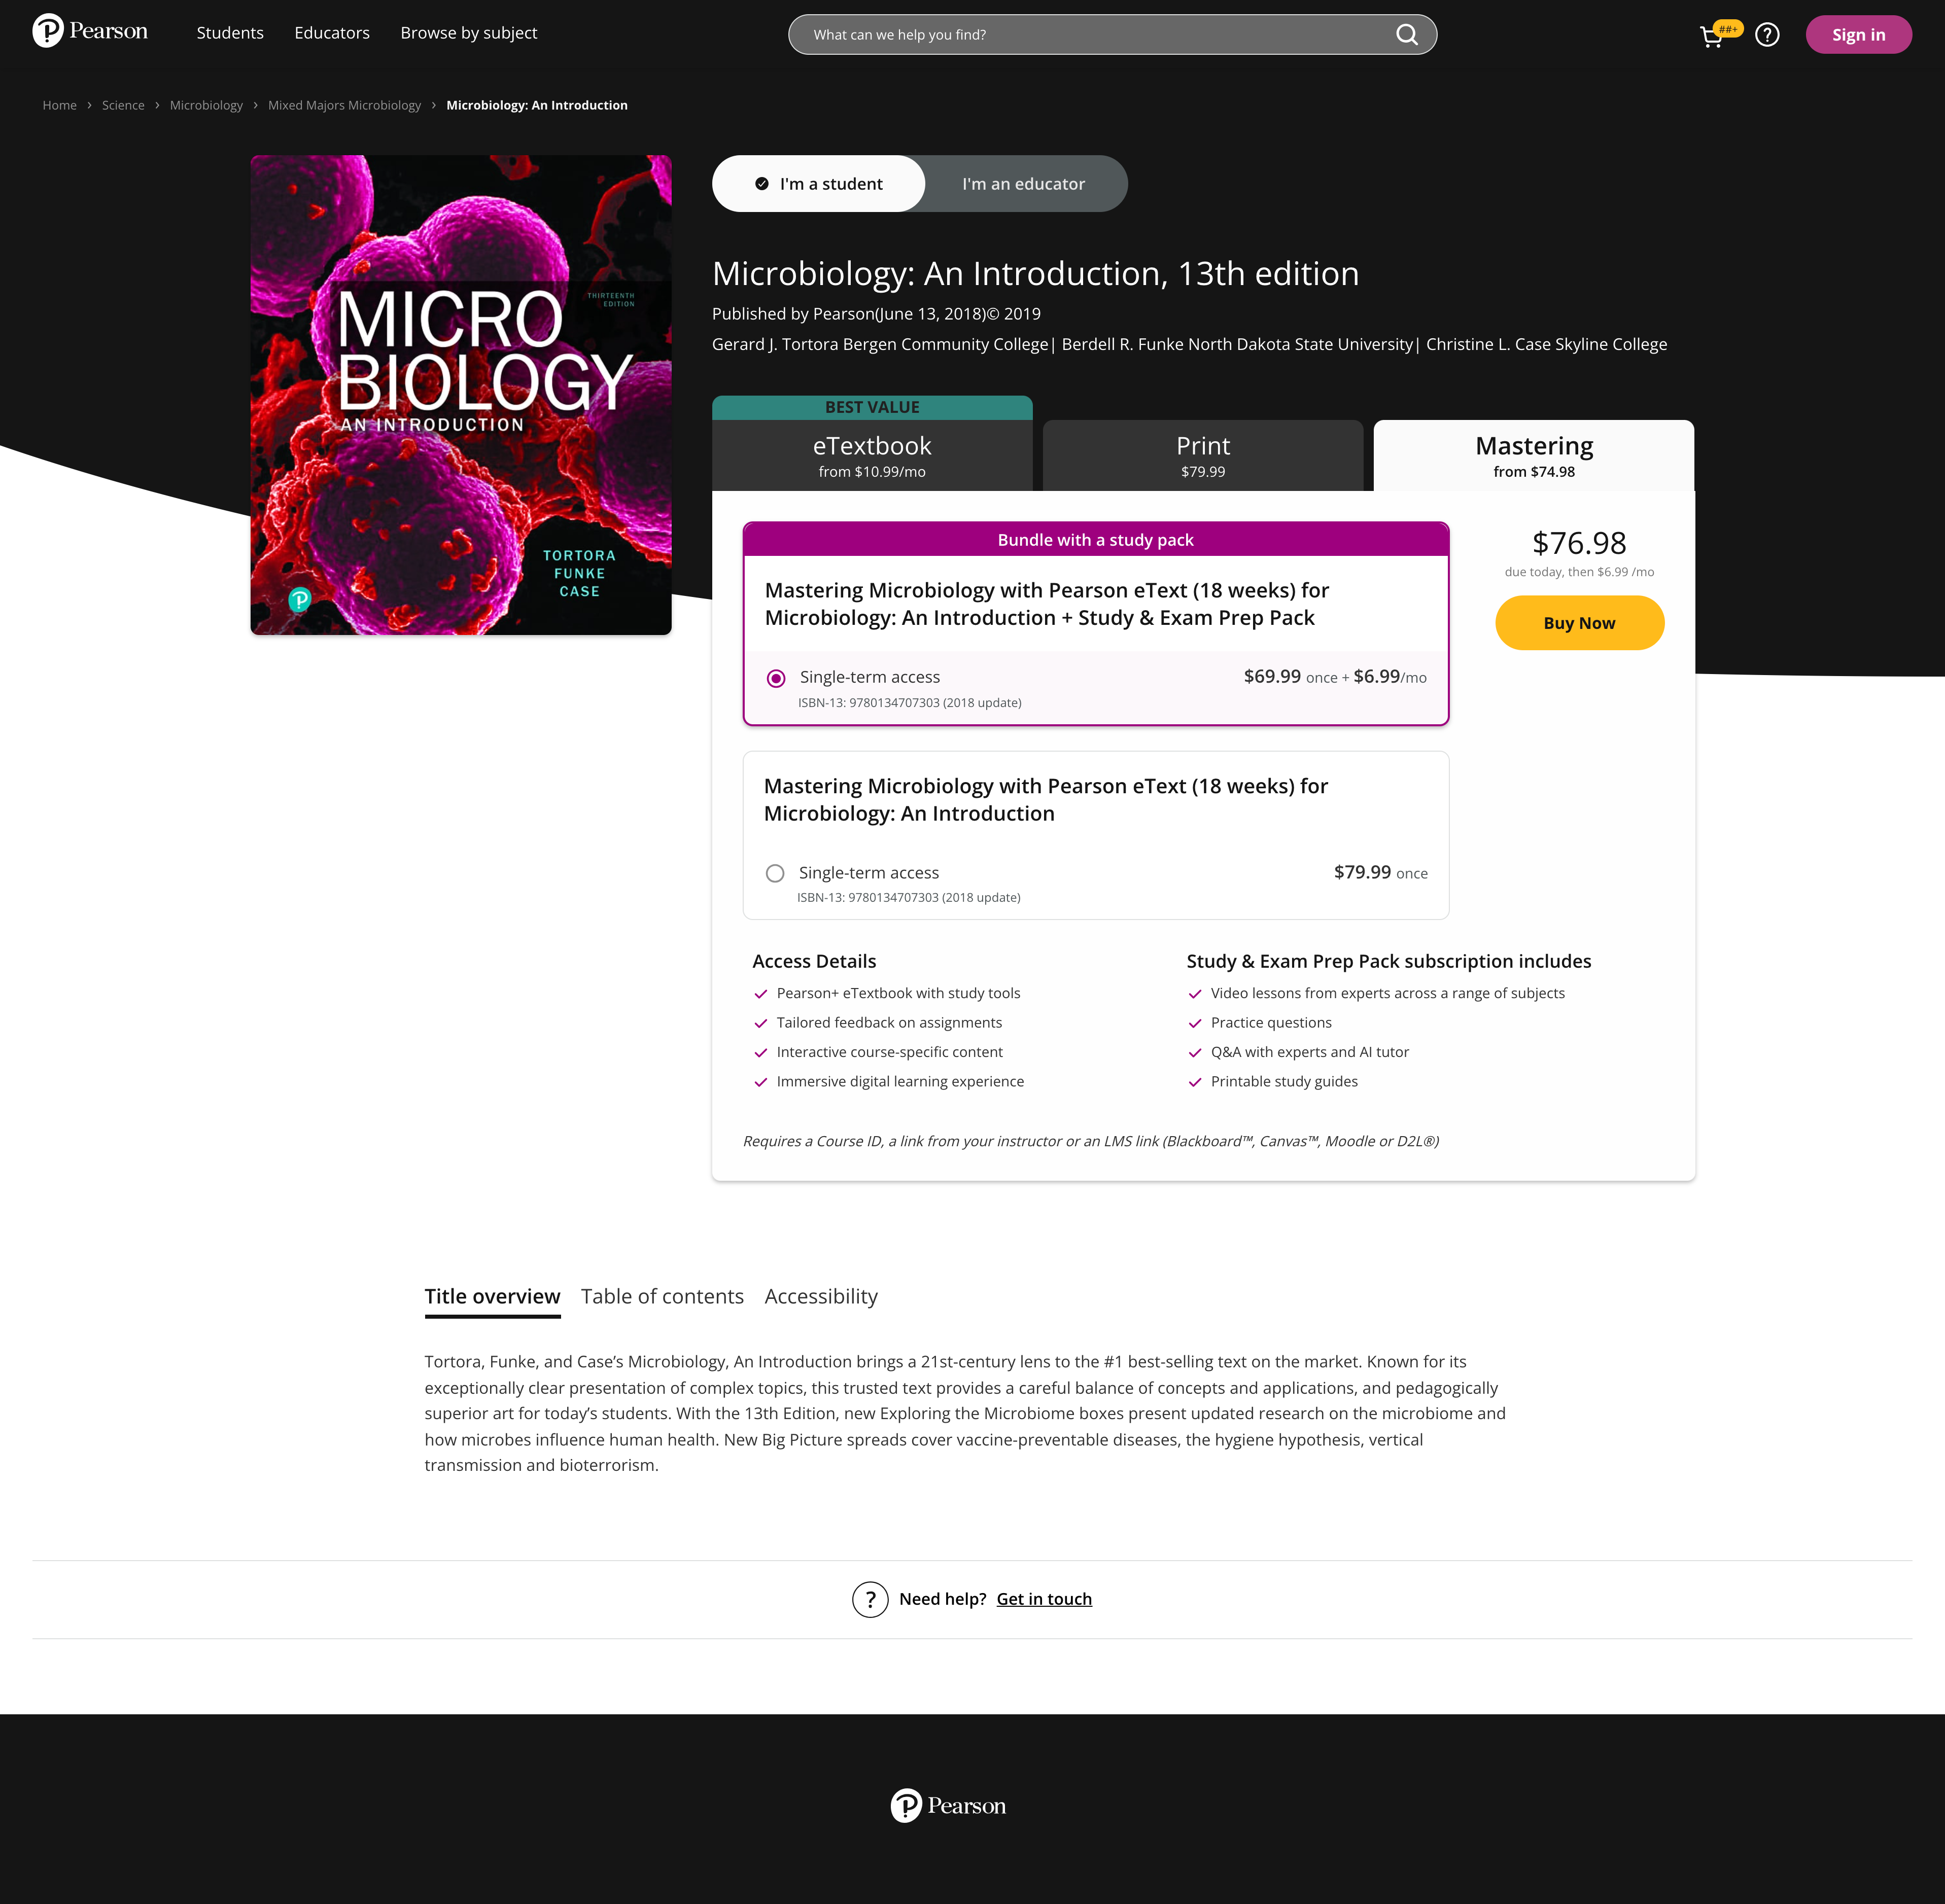 Pearson
Students
Educators
Browse by subject
What can we help you find?
##+
?
Sign in
Home › Science › Microbiology › Mixed Majors Microbiology › Microbiology: An Introduction
THIRTEENTH
EDITION
MICRO
BIOLOGY
AN INTRODUCTION
TORTORA
FUNKE
CASE
I'm a student
I'm an educator
Microbiology: An Introduction, 13th edition
Published by Pearson(June 13, 2018)© 2019
Gerard J. Tortora Bergen Community College| Berdell R. Funke North Dakota State University| Christine L. Case Skyline College
BEST VALUE
eTextbook
from $10.99/mo
Print
$79.99
Mastering
from $74.98
Bundle with a study pack
Mastering Microbiology with Pearson eText (18 weeks) for
Microbiology: An Introduction + Study & Exam Prep Pack
Single-term access
$69.99 once + $6.99/mo
ISBN-13: 9780134707303 (2018 update)
$76.98
due today, then $6.99 /mo
Buy Now
Mastering Microbiology with Pearson eText (18 weeks) for
Microbiology: An Introduction
Single-term access
$79.99 once
ISBN-13: 9780134707303 (2018 update)
Access Details
Pearson+ eTextbook with study tools
Tailored feedback on assignments
Interactive course-specific content
Immersive digital learning experience
Study & Exam Prep Pack subscription includes
Video lessons from experts across a range of subjects
Practice questions
Q&A with experts and AI tutor
Printable study guides
Requires a Course ID, a link from your instructor or an LMS link (Blackboard™, Canvas™, Moodle or D2L®)
Title overview
Table of contents
Accessibility
Tortora, Funke, and Case’s Microbiology, An Introduction brings a 21st-century lens to the #1 best-selling text on the market. Known for its
exceptionally clear presentation of complex topics, this trusted text provides a careful balance of concepts and applications, and pedagogically
superior art for today’s students. With the 13th Edition, new Exploring the Microbiome boxes present updated research on the microbiome and
how microbes influence human health. New Big Picture spreads cover vaccine-preventable diseases, the hygiene hypothesis, vertical
transmission and bioterrorism.
? Need help? Get in touch
Pearson